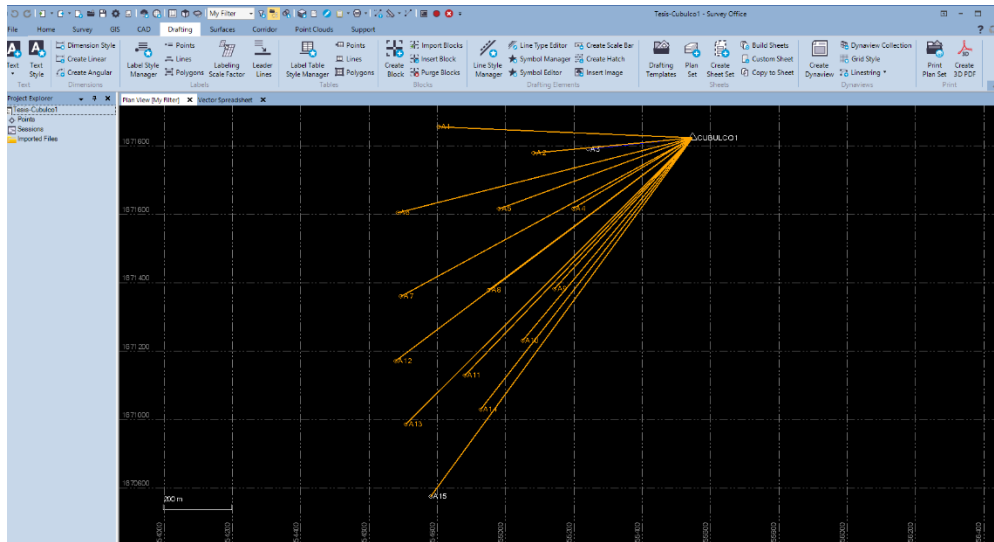 My Filter
Tesis-Cubulco1 - Survey Office
File Home Survey GIS CAD Drafting Surfaces Corridor Point Clouds Support
Text
Text Style
Text
Dimension Style
Create Linear
Create Angular
Dimensions
Label Style Manager
Points
Lines
Polygons
Labeling Scale Factor
Leader Lines
Labels
Label Table Style Manager
Points
Lines
Polygons
Tables
Create Block
Import Blocks
Insert Block
Purge Blocks
Blocks
Line Style Manager
Line Type Editor
Symbol Manager
Symbol Editor
Create Scale Bar
Create Hatch
Insert Image
Drafting Elements
Drafting Templates
Plan Set
Create Sheet Set
Build Sheets
Custom Sheet
Copy to Sheet
Sheets
Create Dynaview
Dynaview Collection
Grid Style
Linestring
Dynaviews
Print Plan Set
Create 3D PDF
Print
Project Explorer
Tesis-Cubulco1
Points
Sessions
Imported Files
Plan View [My Filter] X Vector Spreadsheet X
A1
CUBULCO1
A2
A3
1671600
A5
A4
1671400
A7
A8
1671200
A12
A10
A11
1671000
A13
A14
A15
200 m